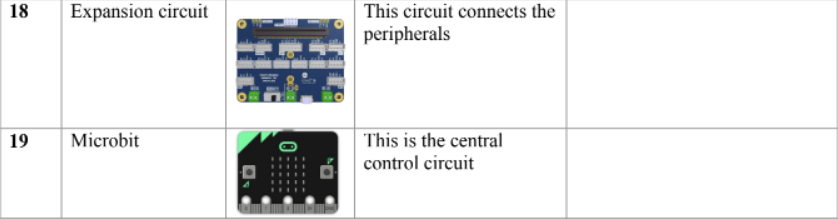 18 Expansion circuit This circuit connects the
peripherals
19 Microbit This is the central
control circuit